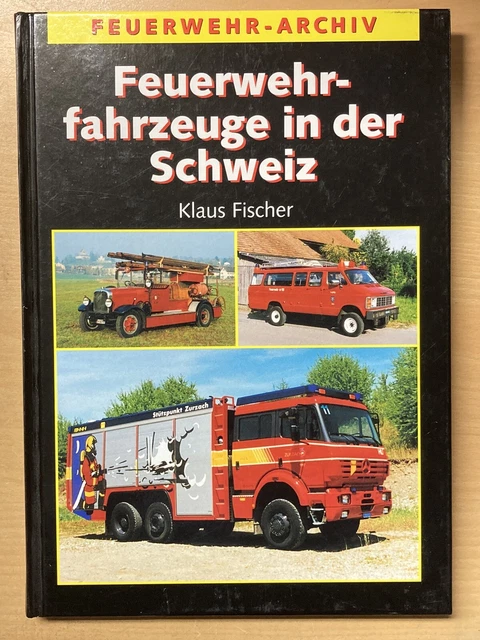 FEUERWEHR-ARCHIV
Feuerwehr-
fahrzeuge in der
Schweiz
Klaus Fischer
Stützpunkt Zurzach